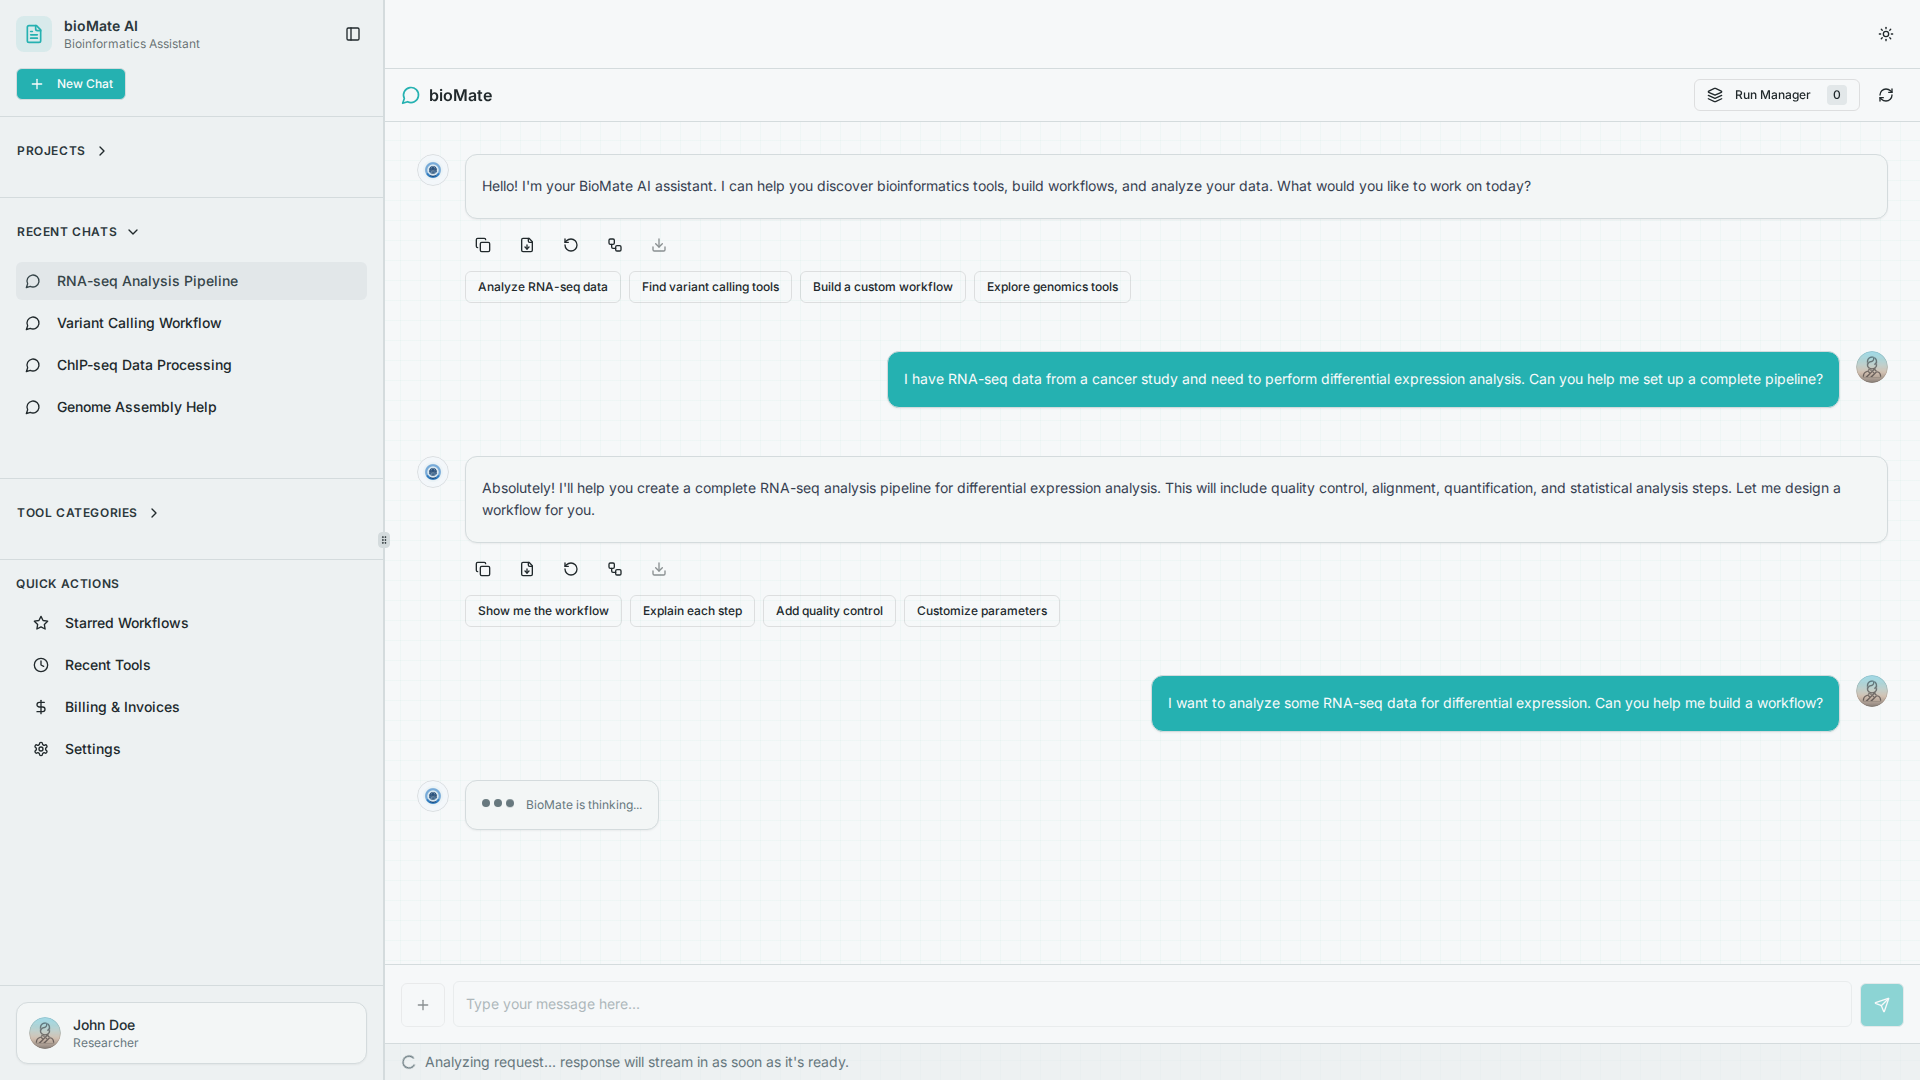 bioMate AI
Bioinformatics Assistant
New Chat
PROJECTS
RECENT CHATS
RNA-seq Analysis Pipeline
Variant Calling Workflow
ChIP-seq Data Processing
Genome Assembly Help
TOOL CATEGORIES
QUICK ACTIONS
Starred Workflows
Recent Tools
Billing & Invoices
Settings
John Doe
Researcher
bioMate
Run Manager 0
Hello! I'm your BioMate AI assistant. I can help you discover bioinformatics tools, build workflows, and analyze your data. What would you like to work on today?
Analyze RNA-seq data Find variant calling tools Build a custom workflow Explore genomics tools
I have RNA-seq data from a cancer study and need to perform differential expression analysis. Can you help me set up a complete pipeline?
Absolutely! I'll help you create a complete RNA-seq analysis pipeline for differential expression analysis. This will include quality control, alignment, quantification, and statistical analysis steps. Let me design a
workflow for you.
Show me the workflow Explain each step Add quality control Customize parameters
I want to analyze some RNA-seq data for differential expression. Can you help me build a workflow?
BioMate is thinking...
Type your message here...
Analyzing request... response will stream in as soon as it's ready.